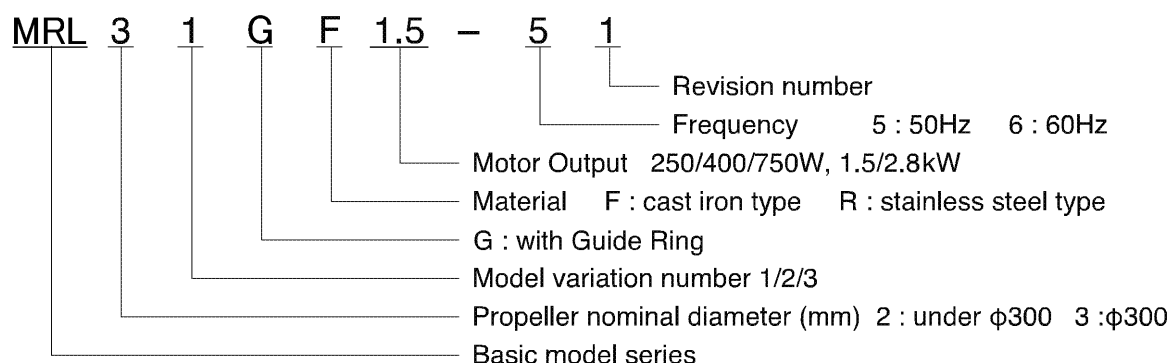 MRL 3 1 G F 1.5 – 5 1
Revision number
Frequency 5 : 50Hz 6 : 60Hz
Motor Output 250/400/750W, 1.5/2.8kW
Material F : cast iron type R : stainless steel type
G : with Guide Ring
Model variation number 1/2/3
Propeller nominal diameter (mm) 2 : under ϕ300 3 :ϕ300
Basic model series